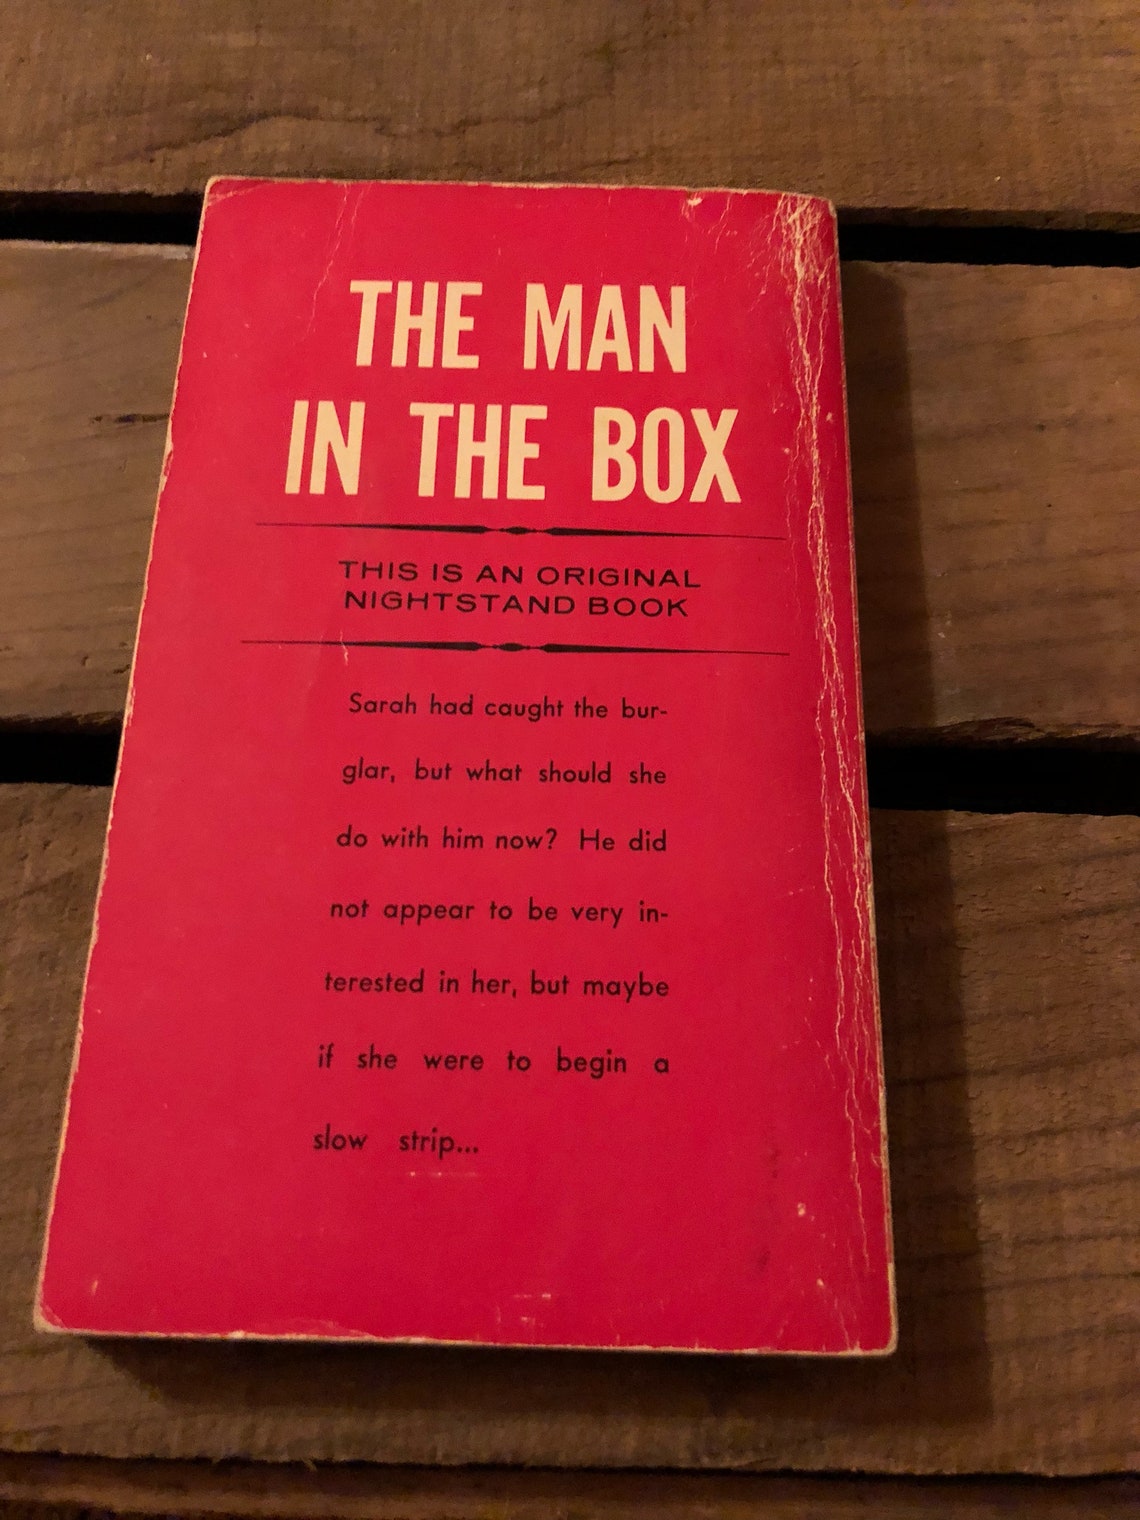 THE MAN
IN THE BOX
THIS IS AN ORIGINAL
NIGHTSTAND BOOK
Sarah had caught the bur-
glar, but what should she
do with him now? He did
not appear to be very in-
terested in her, but maybe
if she were to begin a
slow strip...